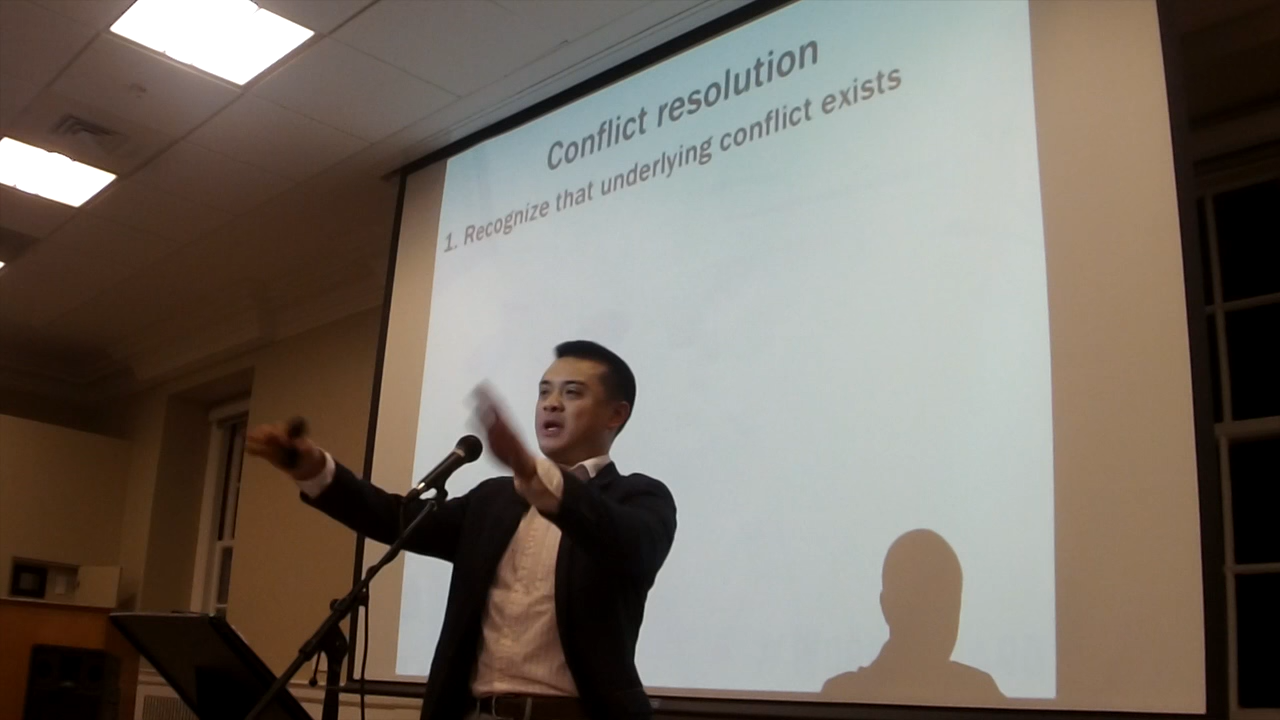 Conflict resolution
1. Recognize that underlying conflict exists